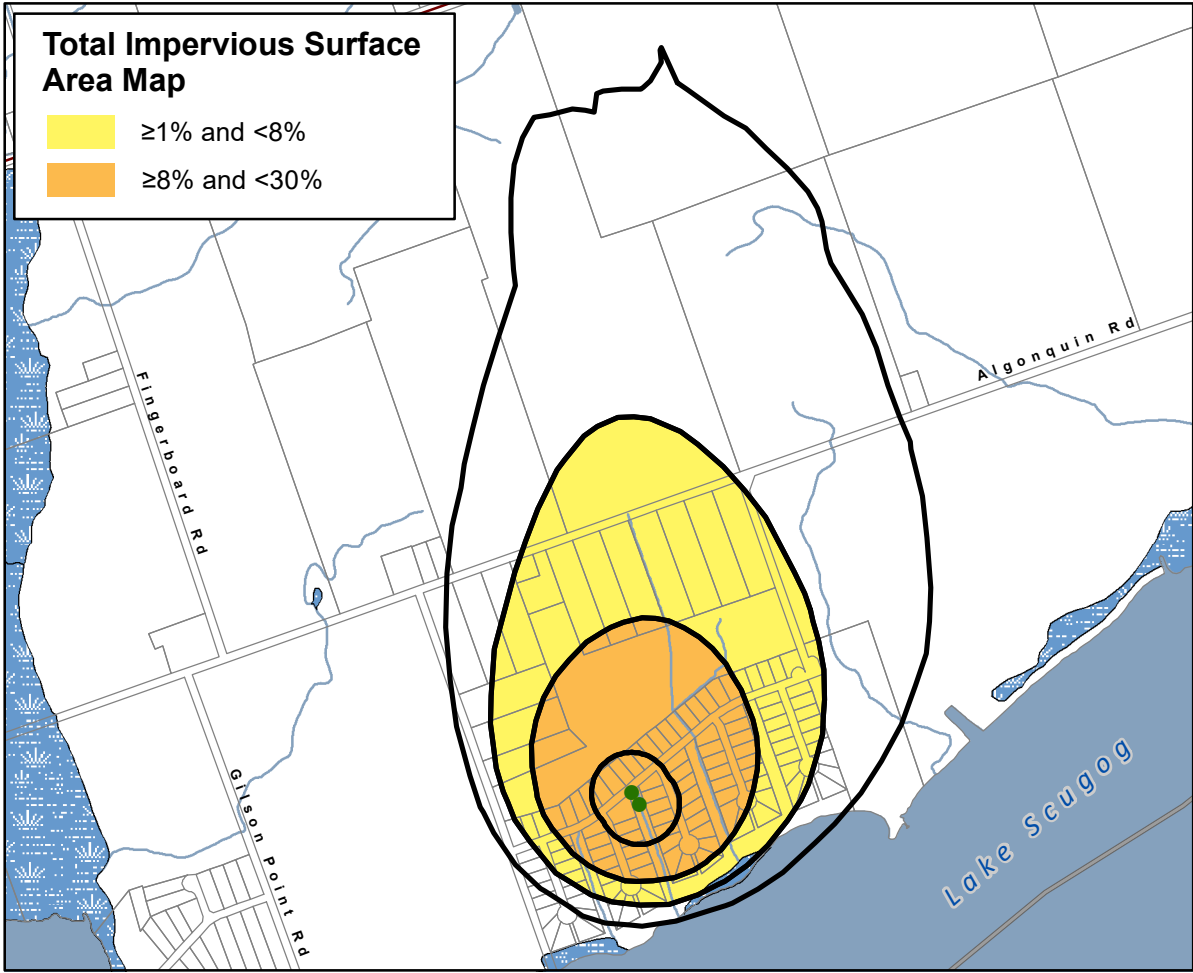 Total Impervious Surface
Area Map
≥1% and <8%
≥8% and <30%
Algonquin Rd
Fingerboard Rd
Gilson Point Rd
Lake Scugog